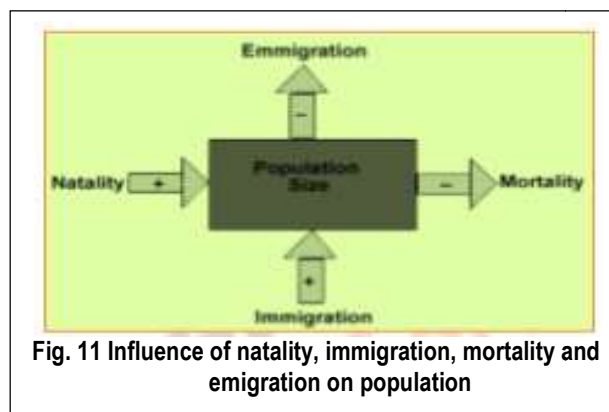 Emmigration
−
Population
Size
Natality + − Mortality
+
Immigration
Fig. 11 Influence of natality, immigration, mortality and
emigration on population